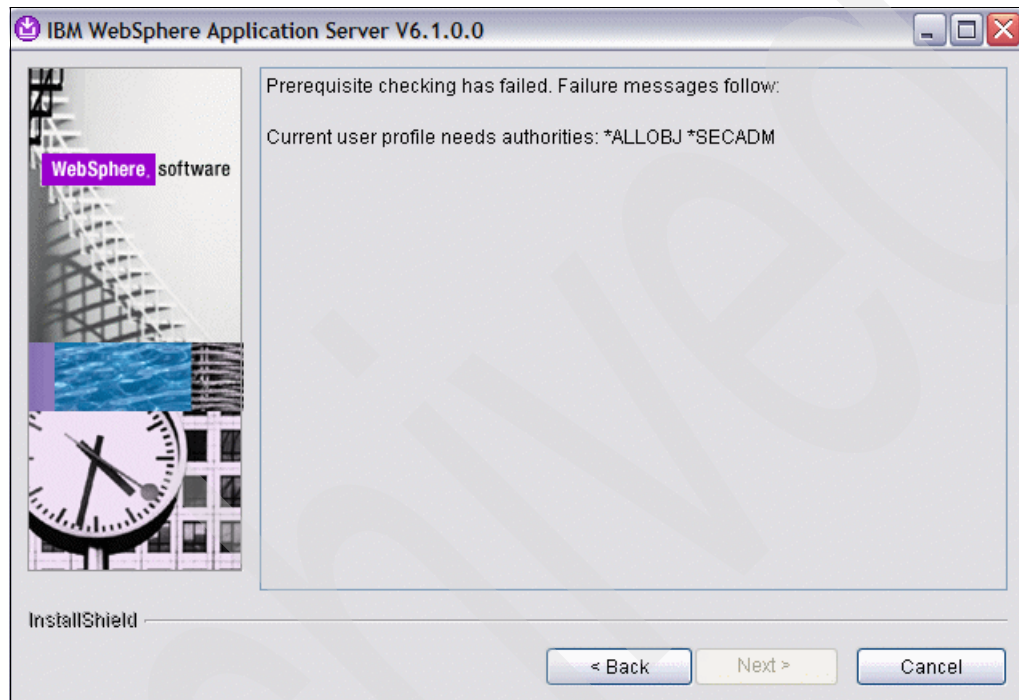 IBM WebSphere Application Server V6.1.0.0
Prerequisite checking has failed. Failure messages follow:
Current user profile needs authorities: *ALLOBJ *SECADM
WebSphere. software
InstallShield
< Back
Next >
Cancel